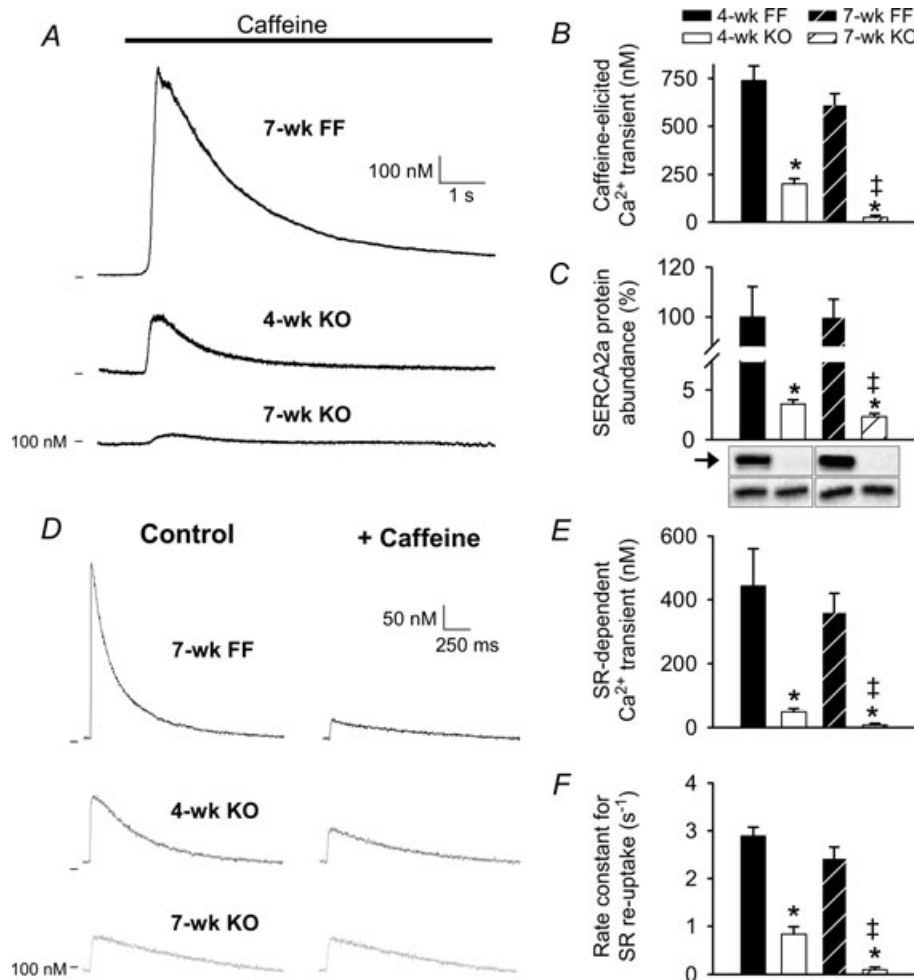 A
Caffeine
7-wk FF
100 nM
1 s
4-wk KO
7-wk KO
100 nM
B
4-wk FF
7-wk FF
4-wk KO
7-wk KO
Caffeine-elicited
Ca²⁺ transient (nM)
750
500
250
0
*
‡
*
C
SERCA2a protein
abundance (%)
120
100
5
0
*
‡
*
D
Control
+ Caffeine
7-wk FF
50 nM
250 ms
4-wk KO
7-wk KO
100 nM
E
SR-dependent
Ca²⁺ transient (nM)
600
400
200
0
*
‡
*
F
Rate constant for
SR re-uptake (s⁻¹)
4
3
2
1
0
*
‡
*